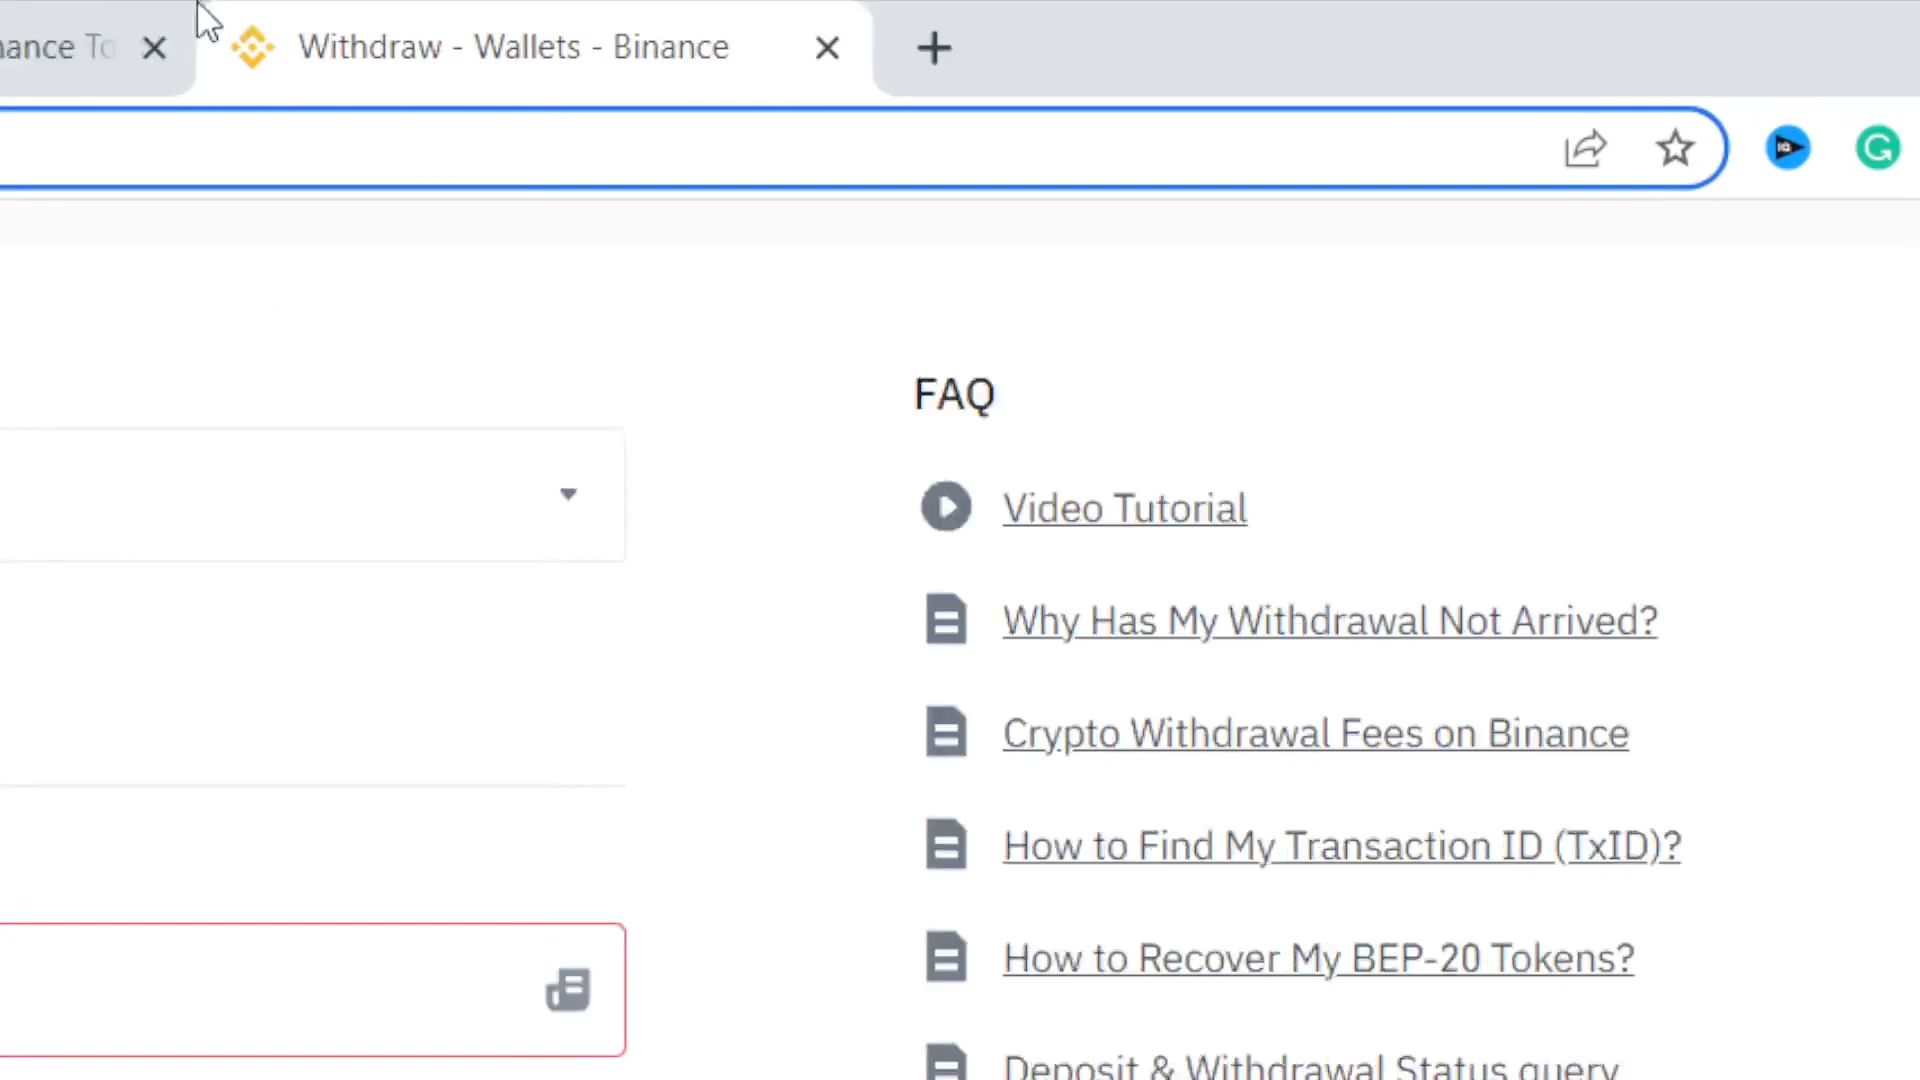 nance To
Withdraw - Wallets - Binance
FAQ
Video Tutorial
Why Has My Withdrawal Not Arrived?
Crypto Withdrawal Fees on Binance
How to Find My Transaction ID (TxID)?
How to Recover My BEP-20 Tokens?
Deposit & Withdrawal Status query